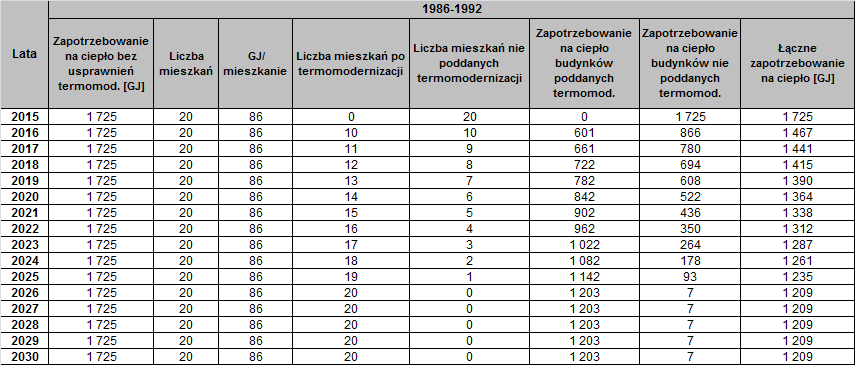 1986-1992
Lata
Zapotrzebowanie na ciepło bez usprawnień termomod. [GJ]
Liczba mieszkań
GJ/ mieszkanie
Liczba mieszkań po termomodernizacji
Liczba mieszkań nie poddanych termomodernizacji
Zapotrzebowanie na ciepło budynków poddanych termomod.
Zapotrzebowanie na ciepło budynków nie poddanych termomod.
Łączne zapotrzebowanie na ciepło [GJ]
2015 1 725 20 86 0 20 0 1 725 1 725
2016 1 725 20 86 10 10 601 866 1 467
2017 1 725 20 86 11 9 661 780 1 441
2018 1 725 20 86 12 8 722 694 1 415
2019 1 725 20 86 13 7 782 608 1 390
2020 1 725 20 86 14 6 842 522 1 364
2021 1 725 20 86 15 5 902 436 1 338
2022 1 725 20 86 16 4 962 350 1 312
2023 1 725 20 86 17 3 1 022 264 1 287
2024 1 725 20 86 18 2 1 082 178 1 261
2025 1 725 20 86 19 1 1 142 93 1 235
2026 1 725 20 86 20 0 1 203 7 1 209
2027 1 725 20 86 20 0 1 203 7 1 209
2028 1 725 20 86 20 0 1 203 7 1 209
2029 1 725 20 86 20 0 1 203 7 1 209
2030 1 725 20 86 20 0 1 203 7 1 209